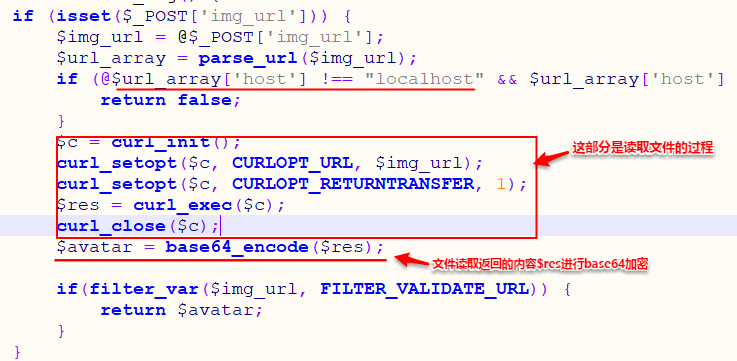 if (isset($_POST['img_url'])) {
$img_url = @$_POST['img_url'];
$url_array = parse_url($img_url);
if (@$url_array['host'] !== "localhost" && $url_array['host']
return false;
}
$c = curl_init();
curl_setopt($c, CURLOPT_URL, $img_url);
curl_setopt($c, CURLOPT_RETURNTRANSFER, 1);
$res = curl_exec($c);
curl_close($c);
这部分是读取文件的过程
$avatar = base64_encode($res);
文件读取返回的内容$res进行base64加密
if(filter_var($img_url, FILTER_VALIDATE_URL)) {
return $avatar;
}
}